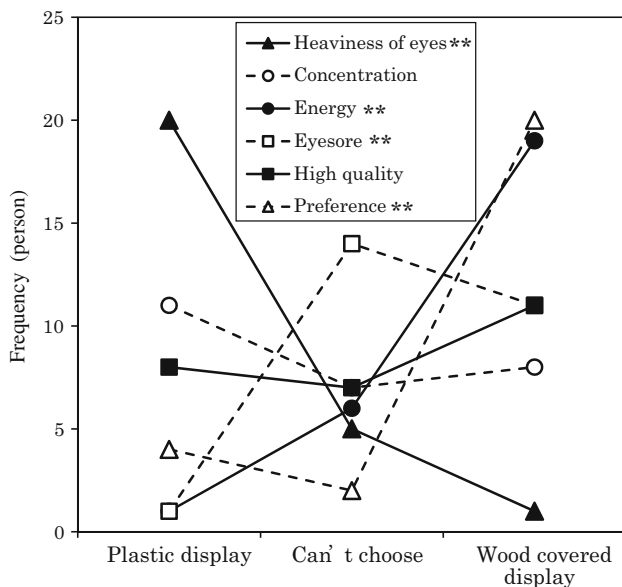 25
20
15
10
5
0
Frequency (person)
Heaviness of eyes**
Concentration
Energy **
Eyesore **
High quality
Preference **
Plastic display
Can't choose
Wood covered
display